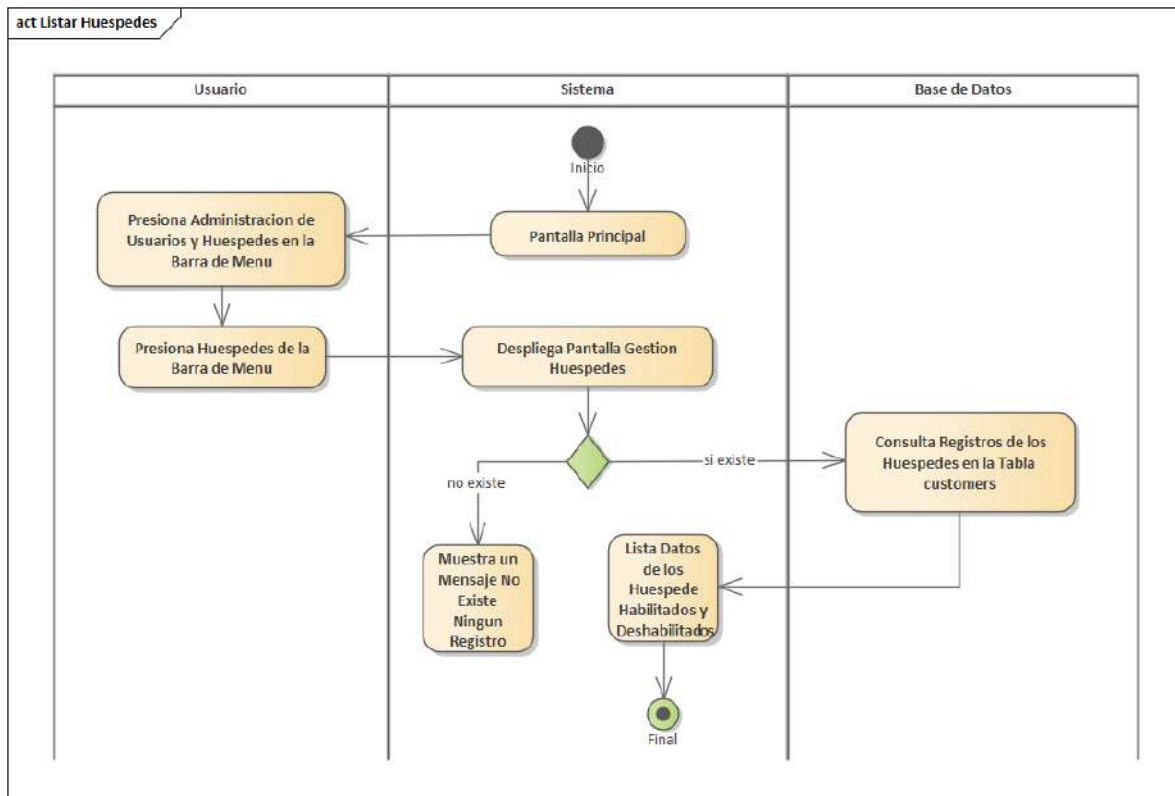 act Listar Huespedes
Usuario
Sistema
Base de Datos
Inicio
Presiona Administracion de
Usuarios y Huespedes en la
Barra de Menu
Pantalla Principal
Presiona Huespedes de la
Barra de Menu
Despliega Pantalla Gestion
Huespedes
si existe
no existe
Consulta Registros de los
Huespedes en la Tabla
customers
Muestra un
Mensaje No
Existe
Ningun
Registro
Lista Datos
de los
Huespede
Habilitados y
Deshabilitados
Final